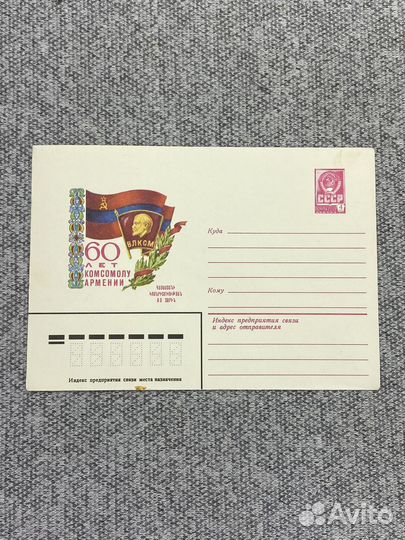 СССР
4
ВЛКСМ
60
ЛЕТ
КОМСОМОЛУ
АРМЕНИИ
60
Куда
Кому
Индекс предприятия связи
и адрес отправителя
Индекс предприятия связи места назначения
Avito